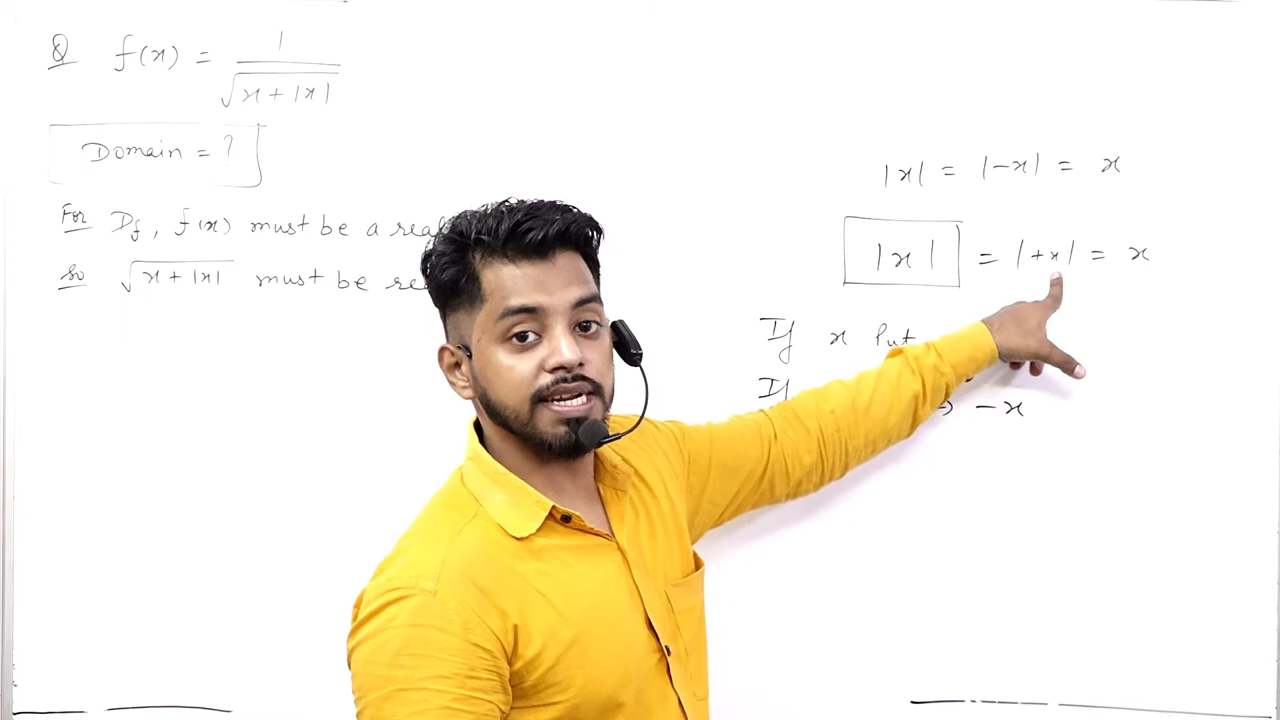 Q f(x) = 1/√(x + |x|)
Domain = ?
For Df, f(x) must be a real
so √(x + |x|) must be re
|x| = |-x| = x
|x| = |+x| = x
If x Put
If
-x